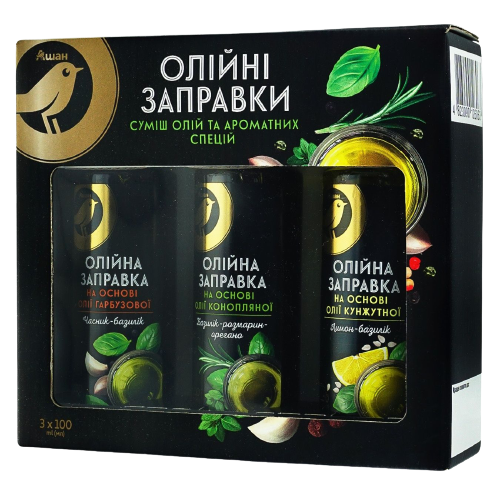 Ашан
ОЛІЙНІ
ЗАПРАВКИ
СУМІШ ОЛІЙ ТА АРОМАТНИХ
СПЕЦІЙ
ОЛІЙНА
ЗАПРАВКА
НА ОСНОВІ
ОЛІЇ ГАРБУЗОВОЇ
Часник-базилік
ОЛІЙНА
ЗАПРАВКА
НА ОСНОВІ
ОЛІЇ КОНОПЛЯНОЇ
Базилік-розмарин-
орегано
ОЛІЙНА
ЗАПРАВКА
НА ОСНОВІ
ОЛІЇ КУНЖУТНОЇ
Лимон-базилік
3 x 100
ml (мл)